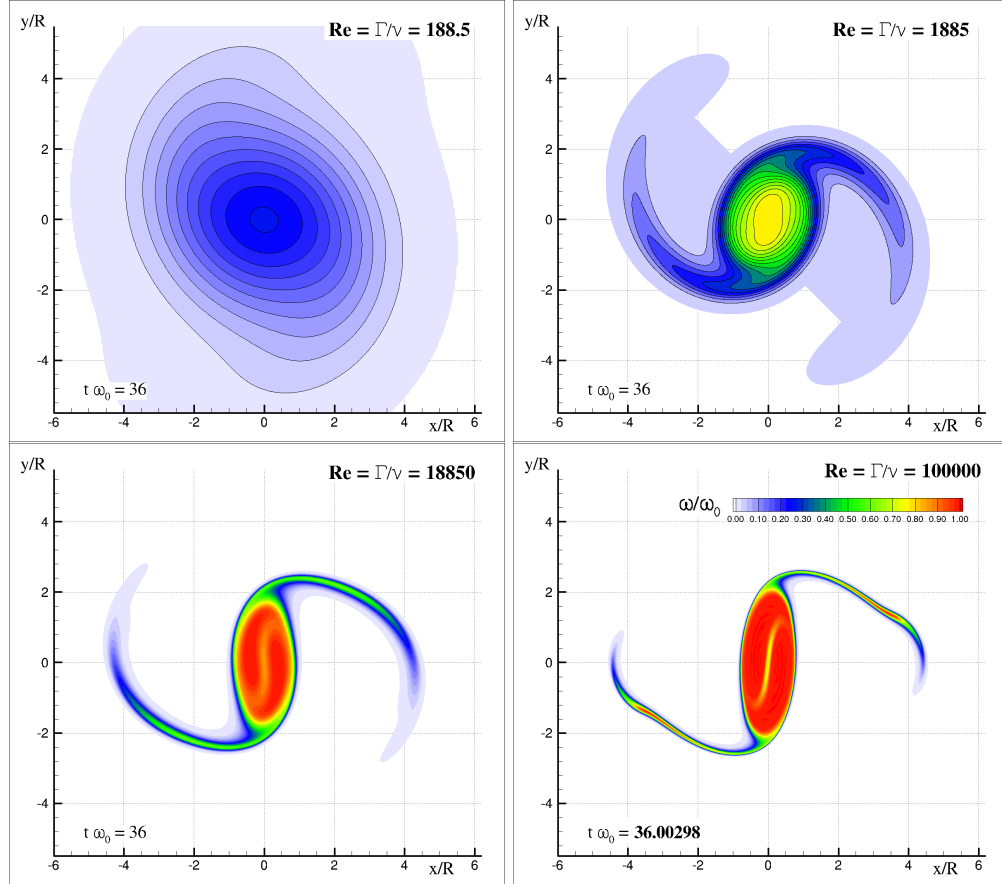 y/R
Re = Γ/ν = 188.5
4
2
0
-2
-4
t ω₀ = 36
-6 -4 -2 0 2 4 6
x/R
y/R
Re = Γ/ν = 1885
4
2
0
-2
-4
t ω₀ = 36
-6 -4 -2 0 2 4 6
x/R
y/R
Re = Γ/ν = 18850
4
2
0
-2
-4
t ω₀ = 36
-6 -4 -2 0 2 4 6
x/R
y/R
Re = Γ/ν = 100000
ω/ω₀
0.00 0.10 0.20 0.30 0.40 0.50 0.60 0.70 0.80 0.90 1.00
4
2
0
-2
-4
t ω₀ = 36.00298
-6 -4 -2 0 2 4 6
x/R